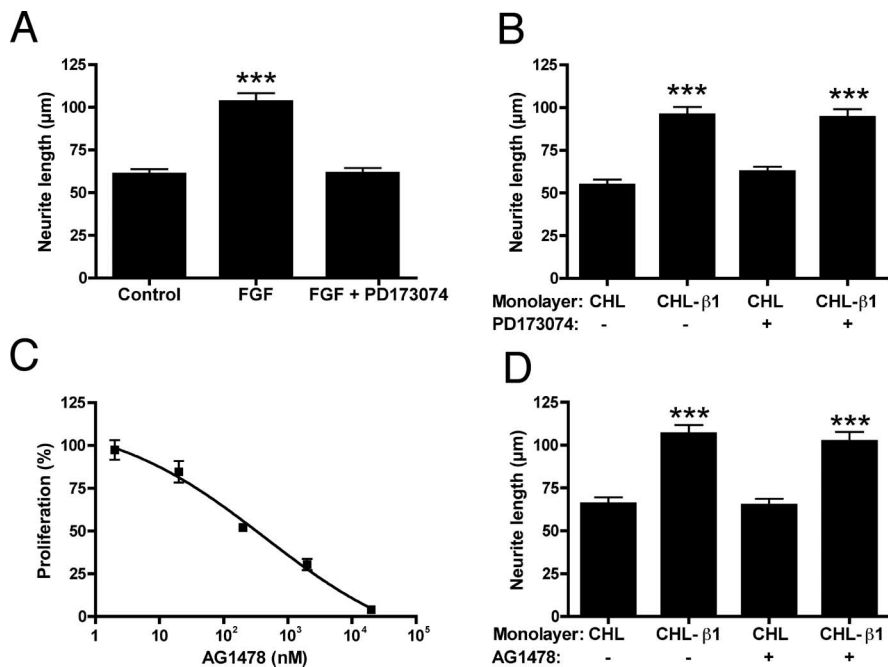 A
Neurite length (μm)
125
100
75
50
25
0
***
Control FGF FGF + PD173074
B
Neurite length (μm)
125
100
75
50
25
0
*** ***
Monolayer: CHL CHL-β1 CHL CHL-β1
PD173074: - - + +
C
Proliferation (%)
125
100
75
50
25
0
1 10² 10³ 10⁴ 10⁵
AG1478 (nM)
D
Neurite length (μm)
125
100
75
50
25
0
*** ***
Monolayer: CHL CHL-β1 CHL CHL-β1
AG1478: - - + +